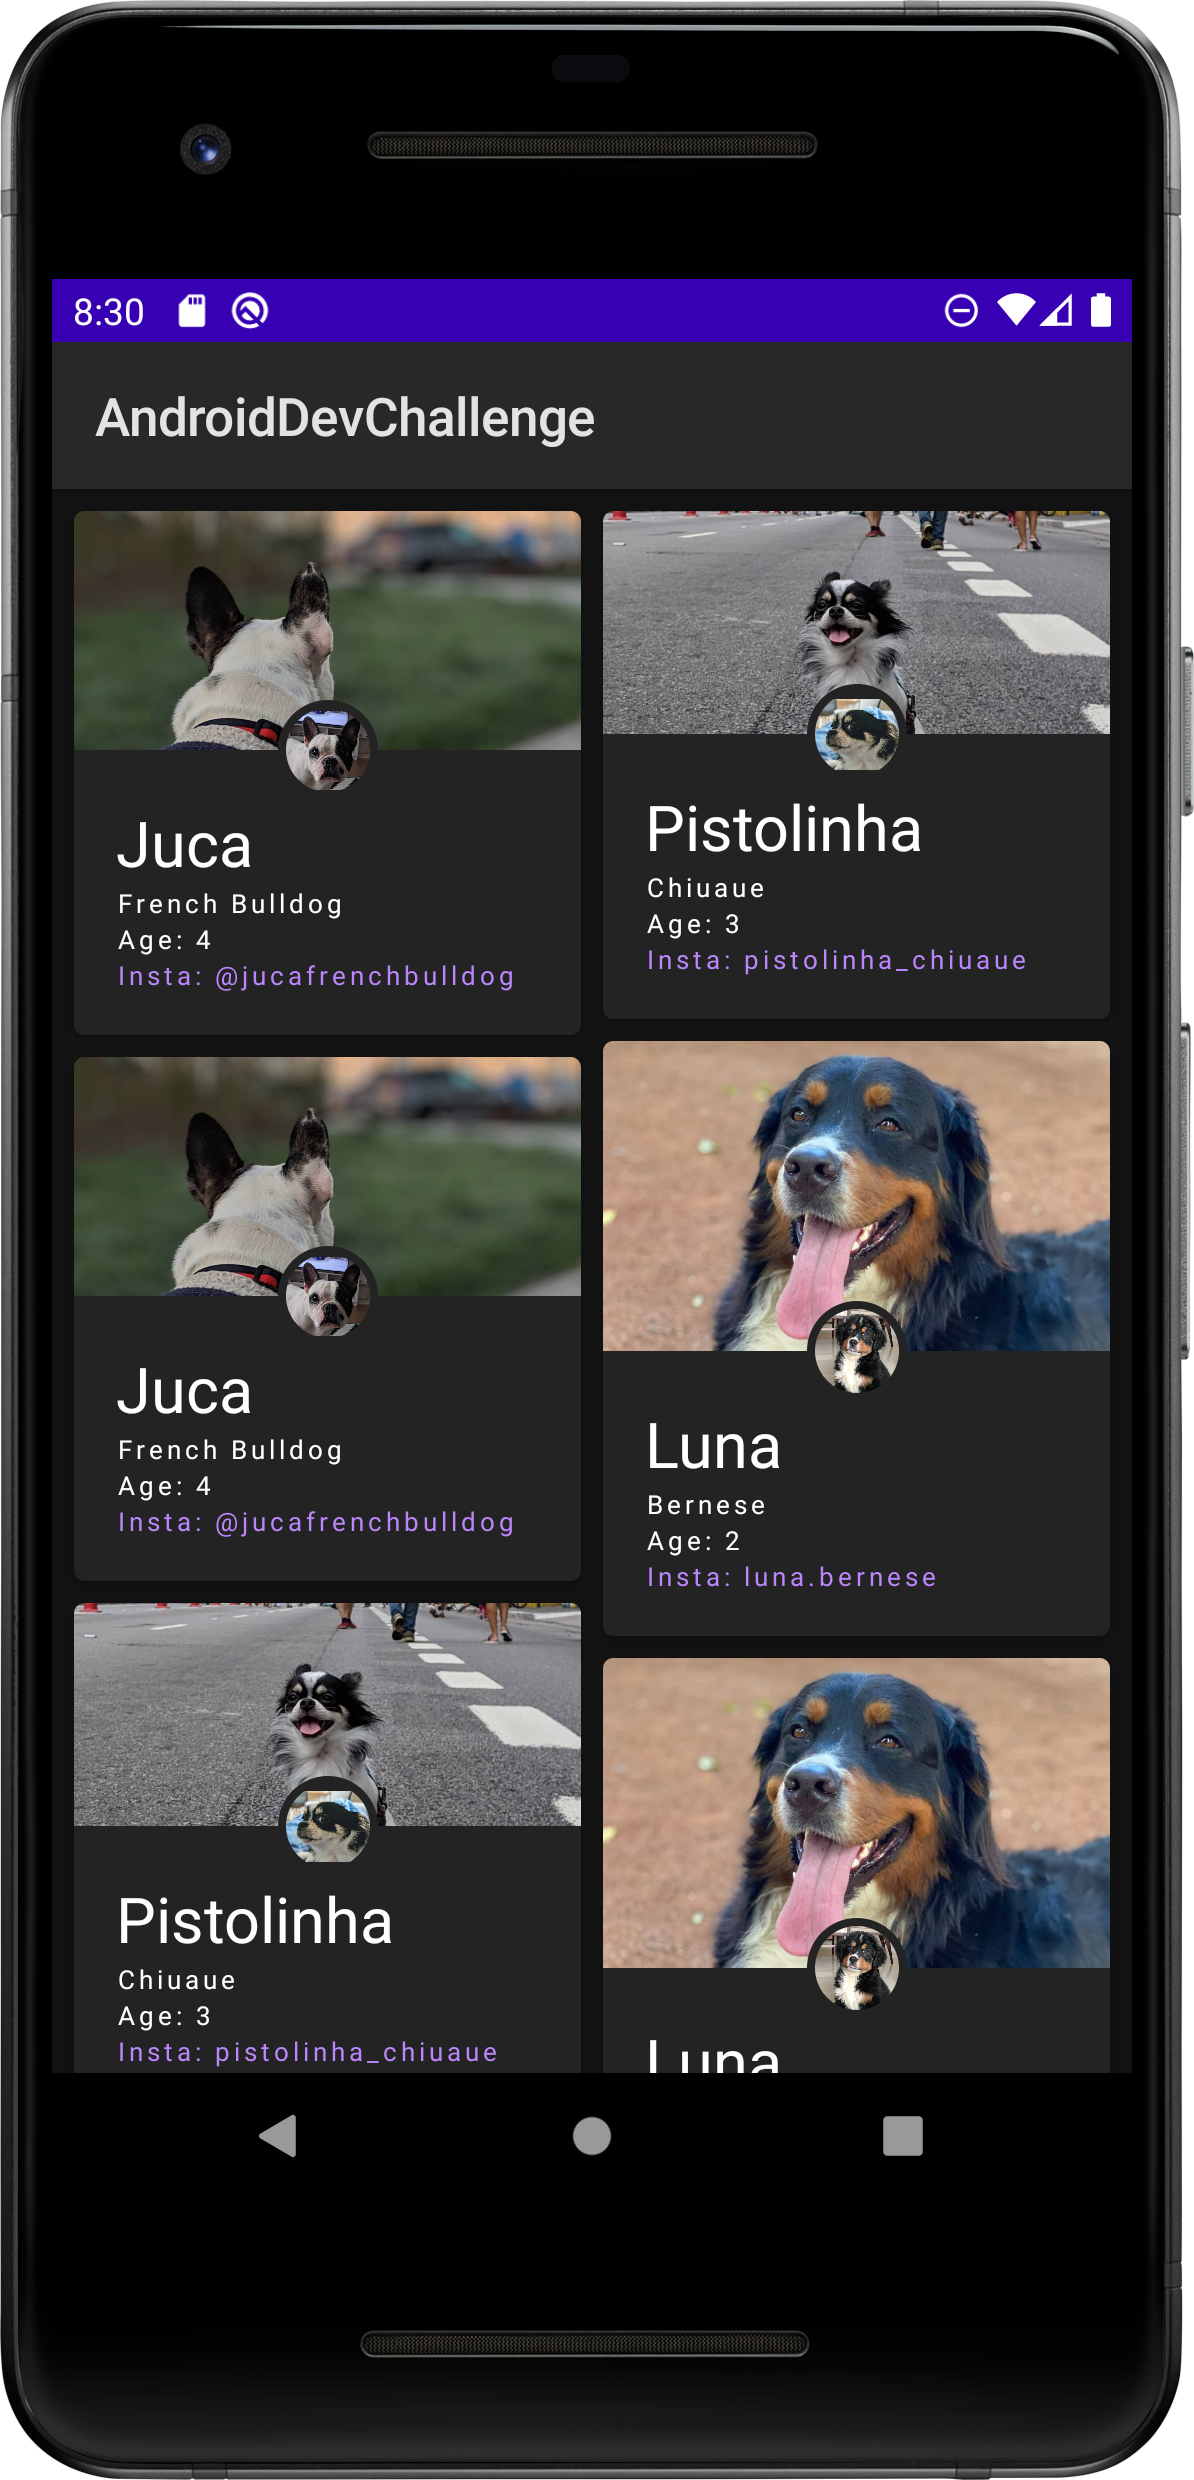 8:30
AndroidDevChallenge
Juca
French Bulldog
Age: 4
Insta: @jucafrenchbulldog
Pistolinha
Chiuaue
Age: 3
Insta: pistolinha_chiuaue
Juca
French Bulldog
Age: 4
Insta: @jucafrenchbulldog
Luna
Bernese
Age: 2
Insta: luna.bernese
Pistolinha
Chiuaue
Age: 3
Insta: pistolinha_chiuaue
Luna